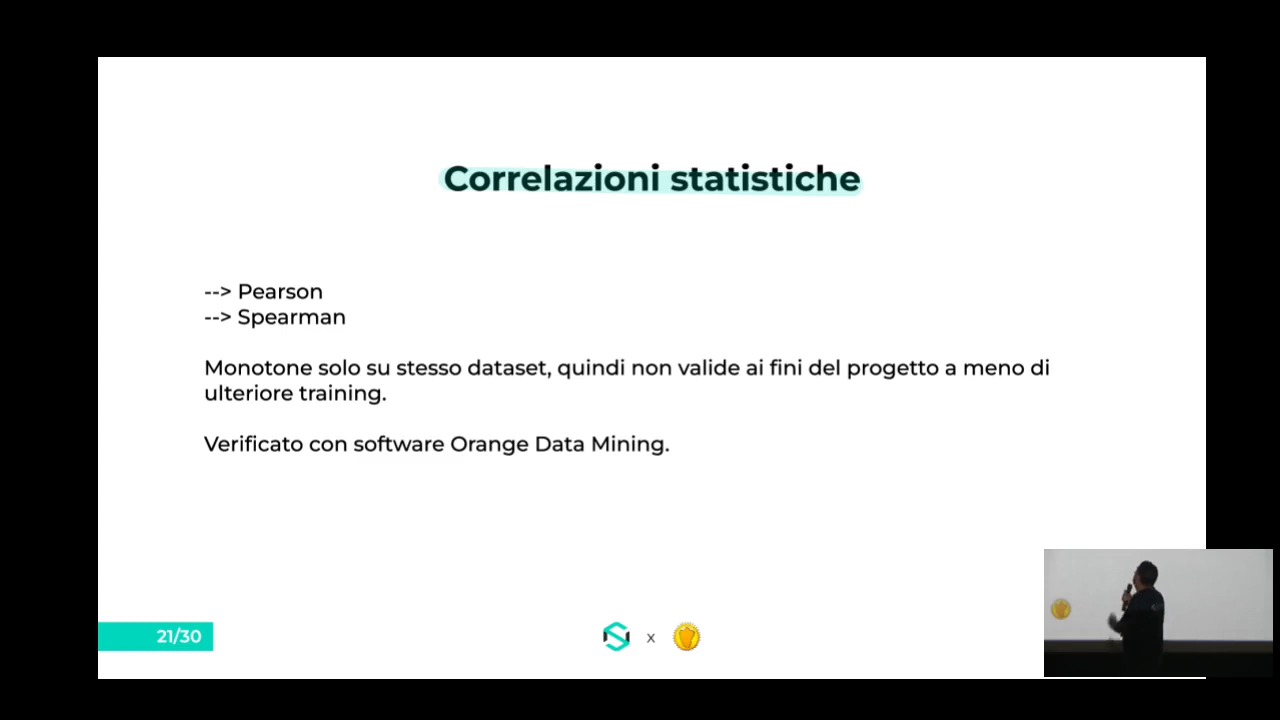 Correlazioni statistiche
--> Pearson
--> Spearman
Monotone solo su stesso dataset, quindi non valide ai fini del progetto a meno di
ulteriore training.
Verificato con software Orange Data Mining.
21/30
x